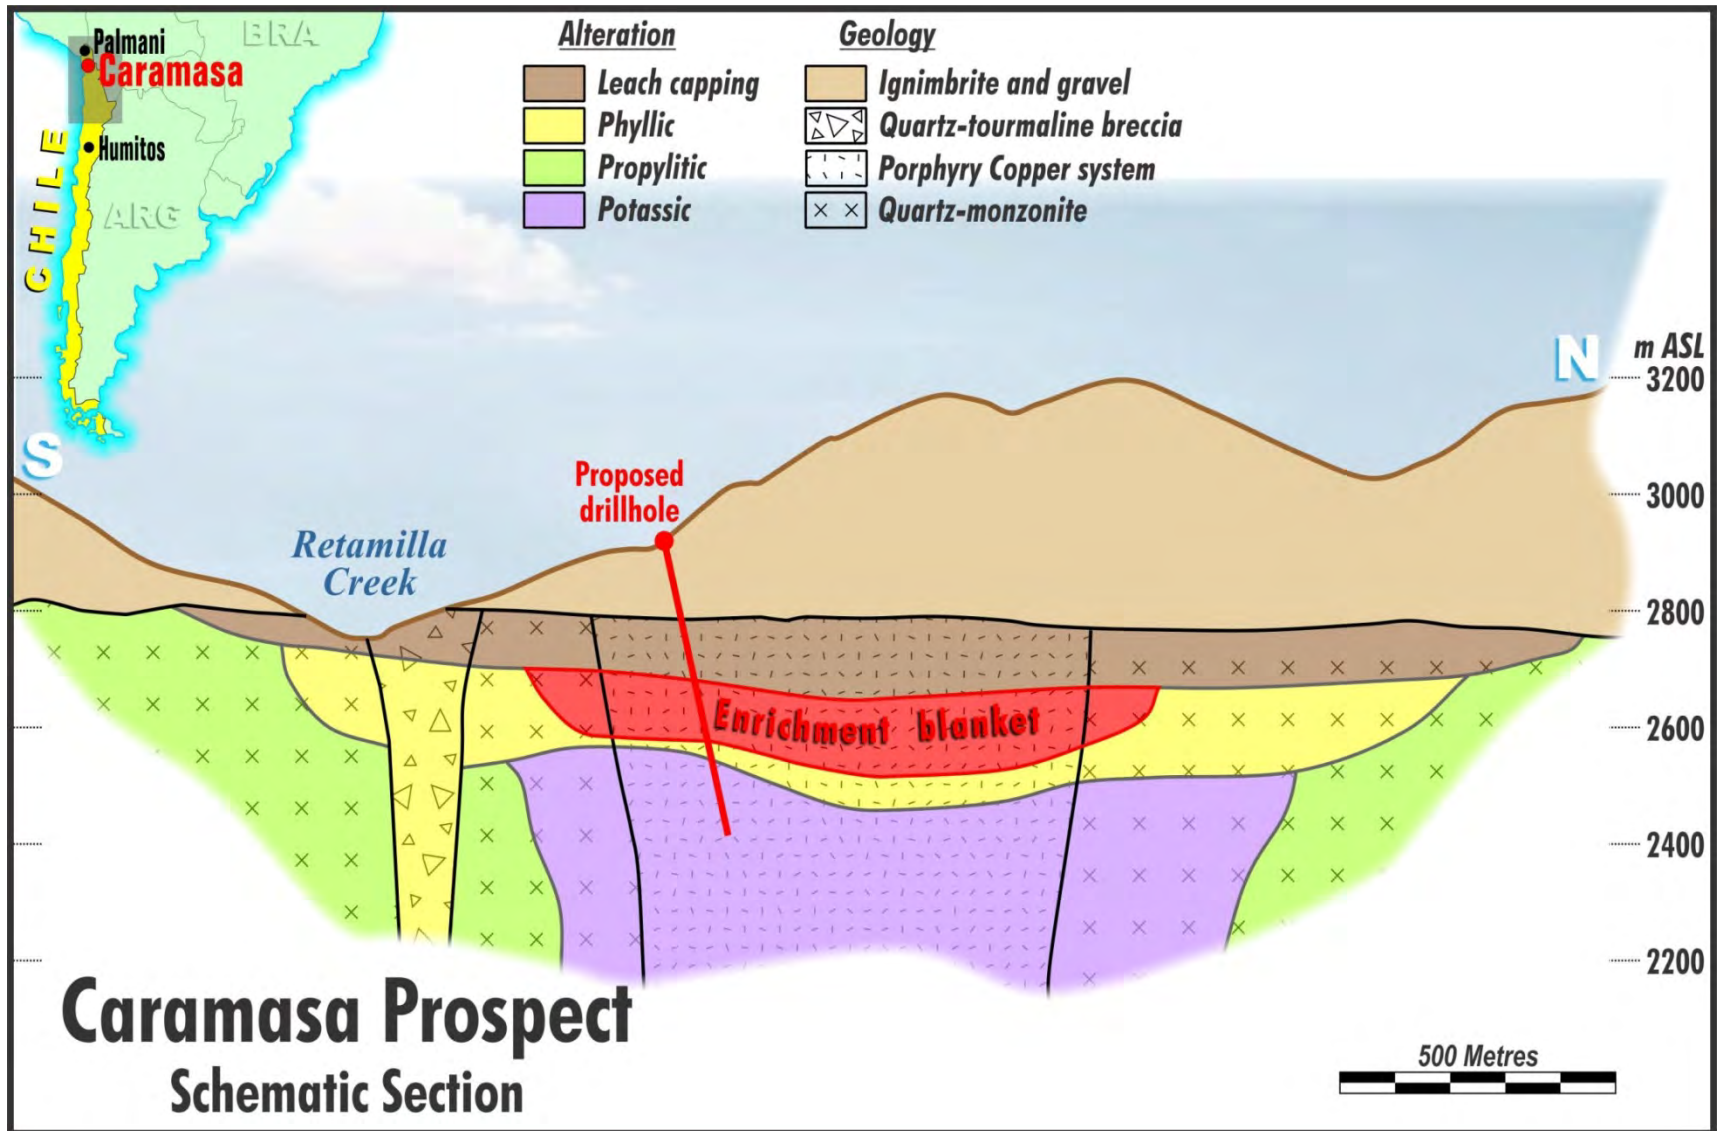 BRA
Palmani
Caramasa
Humitos
CHILE
ARG
Alteration
Leach capping
Phyllic
Propylitic
Potassic
Geology
Ignimbrite and gravel
Quartz-tourmaline breccia
Porphyry Copper system
Quartz-monzonite
N
m ASL
3200
S
Proposed
drillhole
3000
Retamilla
Creek
2800
Enrichment blanket
2600
2400
2200
Caramasa Prospect
Schematic Section
500 Metres